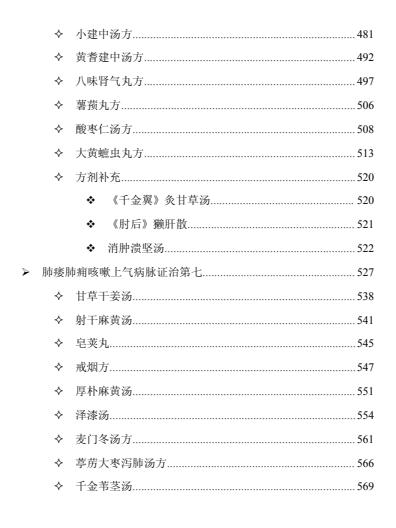 ✧ 小建中汤方 481
✧ 黄耆建中汤方 492
✧ 八味肾气丸方 497
✧ 薯蓣丸方 506
✧ 酸枣仁汤方 508
✧ 大黄蟅虫丸方 513
✧ 方剂补充 520
❖ 《千金翼》灸甘草汤 520
❖ 《肘后》獭肝散 521
❖ 消肿溃坚汤 522
➢ 肺痿肺痈咳嗽上气病脉证治第七 527
✧ 甘草干姜汤 538
✧ 射干麻黄汤 541
✧ 皂荚丸 545
✧ 戒烟方 547
✧ 厚朴麻黄汤 551
✧ 泽漆汤 554
✧ 麦门冬汤方 561
✧ 葶苈大枣泻肺汤方 566
✧ 千金苇茎汤 569